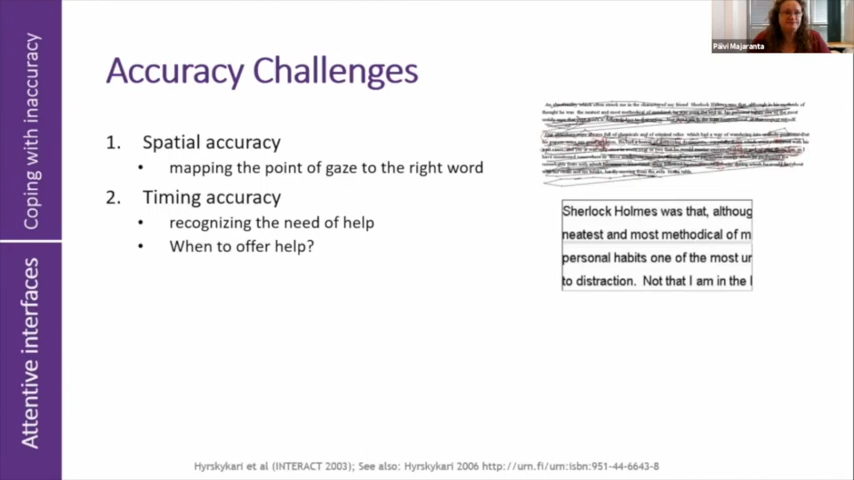 Päivi Majaranta
Coping with inaccuracy
Attentive interfaces
Accuracy Challenges
1. Spatial accuracy
• mapping the point of gaze to the right word
2. Timing accuracy
• recognizing the need of help
• When to offer help?
Sherlock Holmes was that, althoug
neatest and most methodical of m
personal habits one of the most ur
to distraction. Not that I am in the l
Hyrskykari et al (INTERACT 2003); See also: Hyrskykari 2006 http://urn.fi/urn:isbn:951-44-6643-8